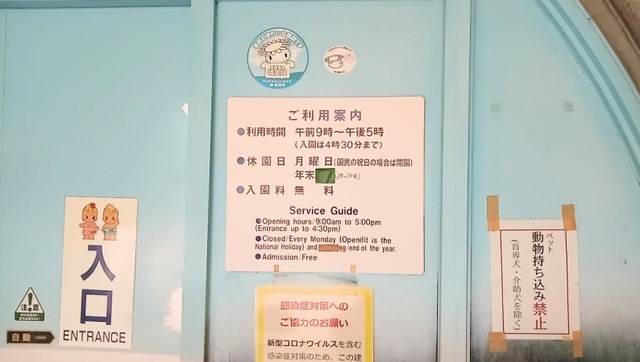 ご利用案内
●利用時間 午前9時～午後5時
(入園は4時30分まで)
●休園日 月曜日(国民の祝日の場合は開園)
年末
●入園料 無 料
Service Guide
●Opening hours/9:00am to 5:00pm
(Entrance up to 4:30pm)
●Closed/Every Monday (Openifit is the
National Holiday) and end of the year.
●Admission/Free
入口
ENTRANCE
注意
自動
感染症対策への
ご協力のお願い
新型コロナウイルスを含む
感染症対策のため、この建
ペット
動物持ち込み禁止
(盲導犬・介助犬を除く)